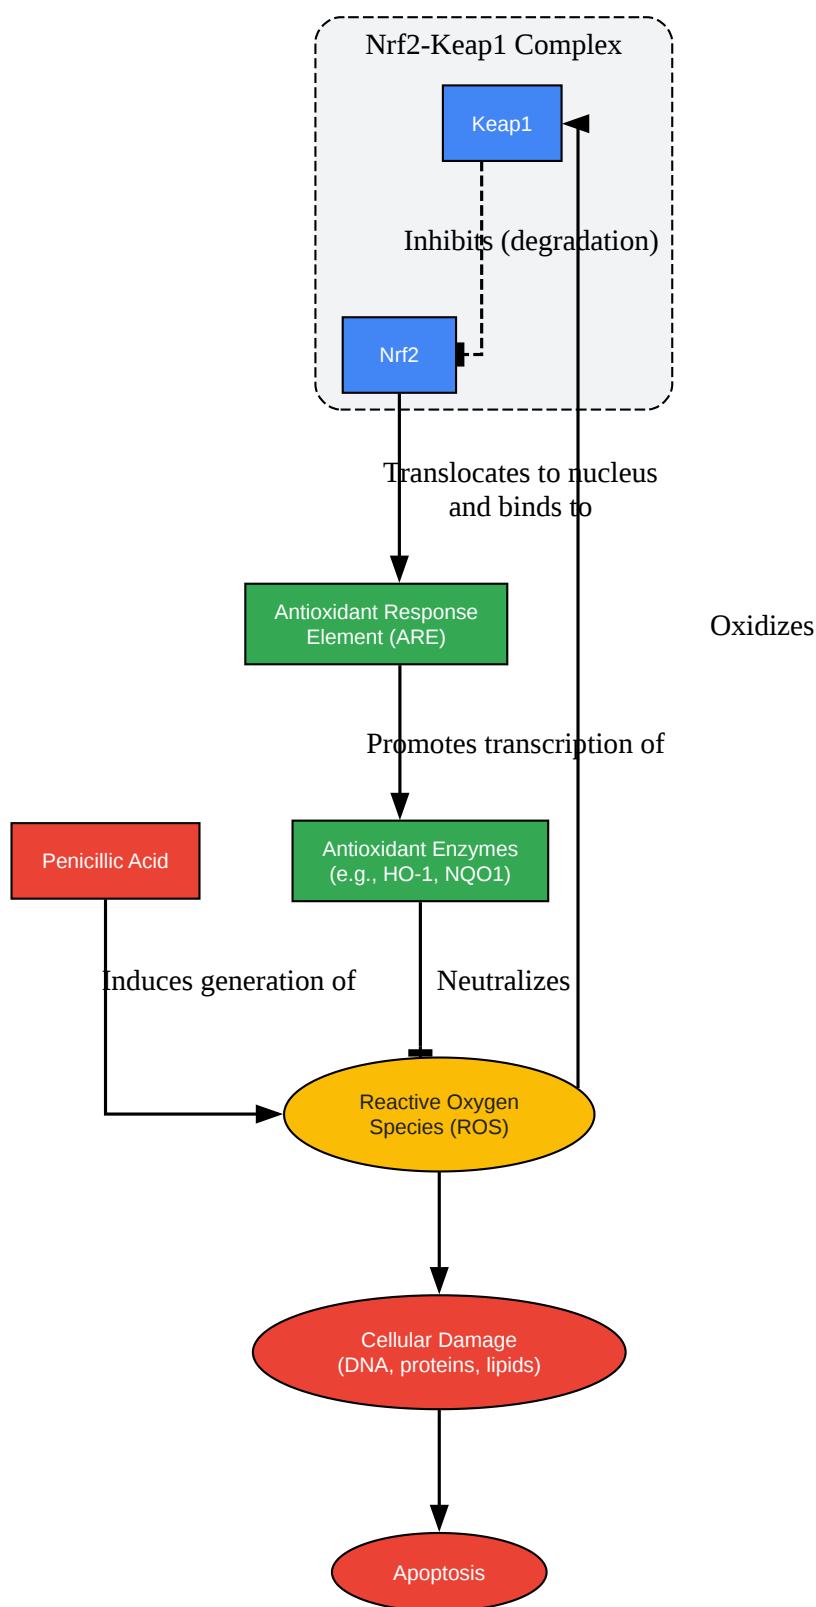 Nrf2-Keap1 Complex
Keap1
Inhibits (degradation)
Nrf2
Translocates to nucleus
and binds to
Antioxidant Response
Element (ARE)
Oxidizes
Promotes transcription of
Penicillic Acid
Antioxidant Enzymes
(e.g., HO-1, NQO1)
Induces generation of
Neutralizes
Reactive Oxygen
Species (ROS)
Cellular Damage
(DNA, proteins, lipids)
Apoptosis